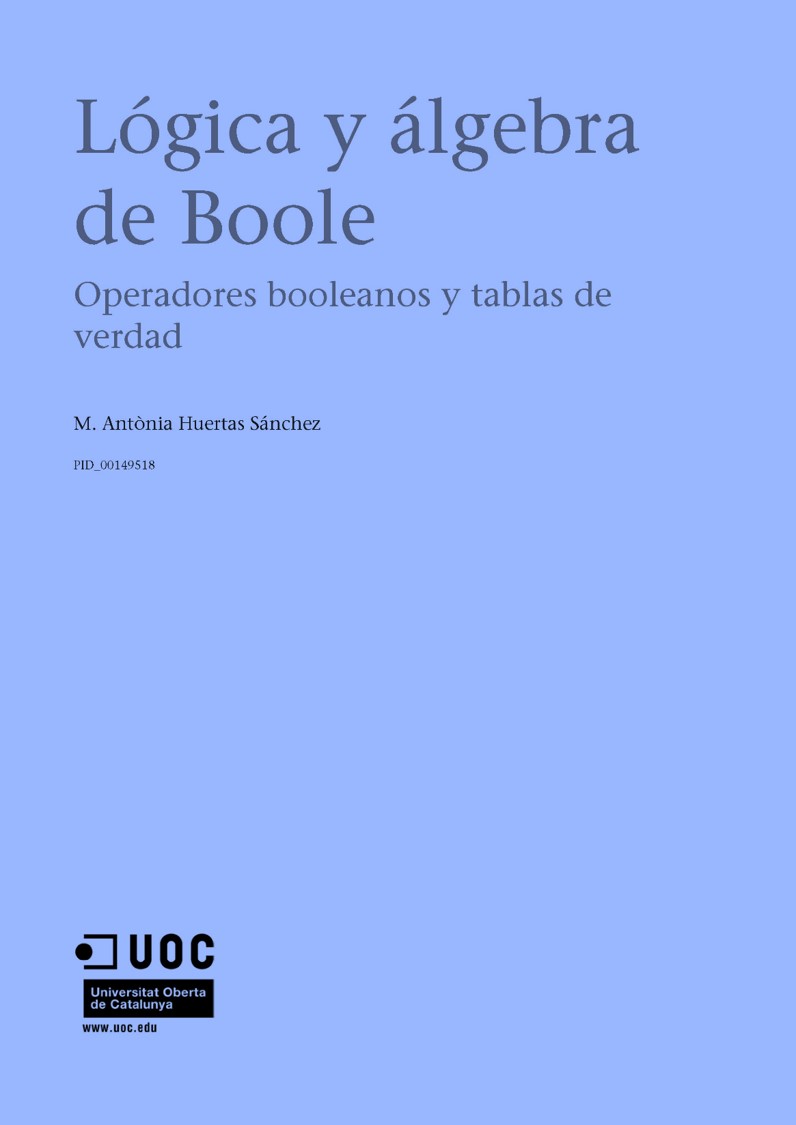 Lógica y álgebra
de Boole
Operadores booleanos y tablas de
verdad
M. Antònia Huertas Sánchez
PID_00149518
UOC
Universitat Oberta
de Catalunya
www.uoc.edu